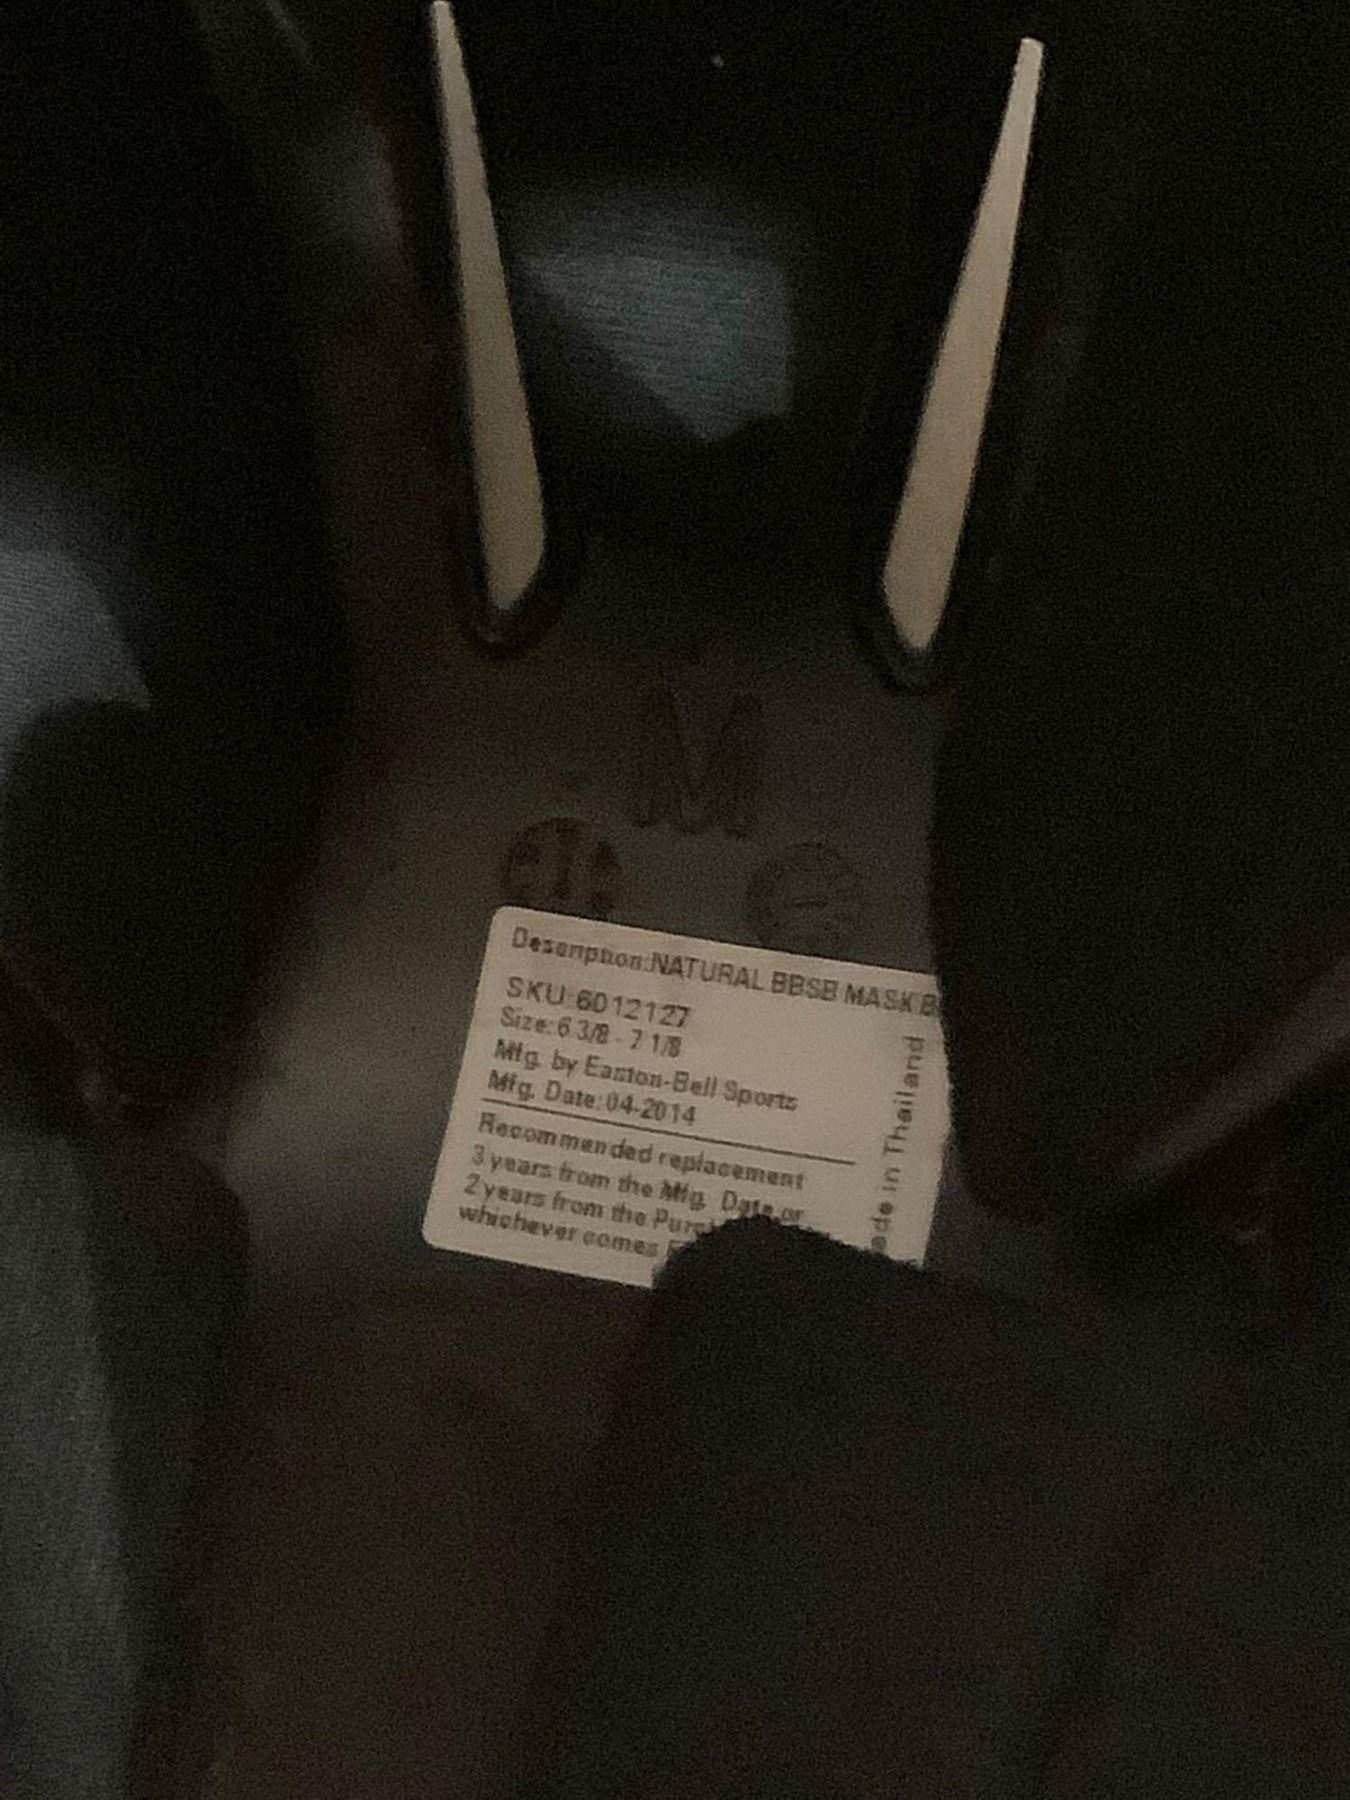 M
Description:NATURAL BBSB MASK B
SKU:6012127
Size:6 3/8 - 7 1/8
Mfg. by Easton-Bell Sports
Mfg. Date:04-2014
Recommended replacement
3 years from the Mfg. Date or
2 years from the
whichever comes
in Thailand